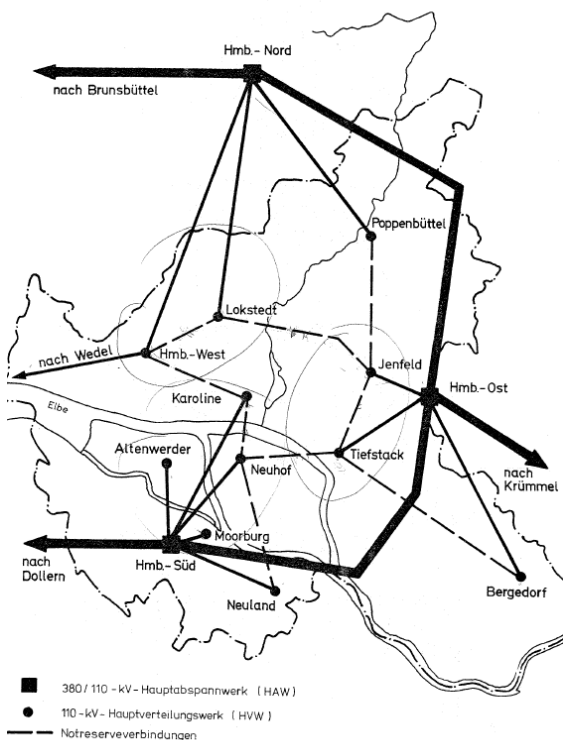 Hmb.- Nord
nach Brunsbüttel
Poppenbüttel
Lokstedt
Hmb.-West
nach Wedel
Jenfeld
Hmb.-Ost
Karoline
Elbe
Altenwerder
Neuhof
Tiefstack
nach
Krümmel
Moorburg
nach
Dollern
Hmb.-Süd
Neuland
Bergedorf
380 / 110 - kV - Hauptabspannwerk ( HAW )
110 - kV - Hauptverteilungswerk ( HVW )
Notreserveverbindungen